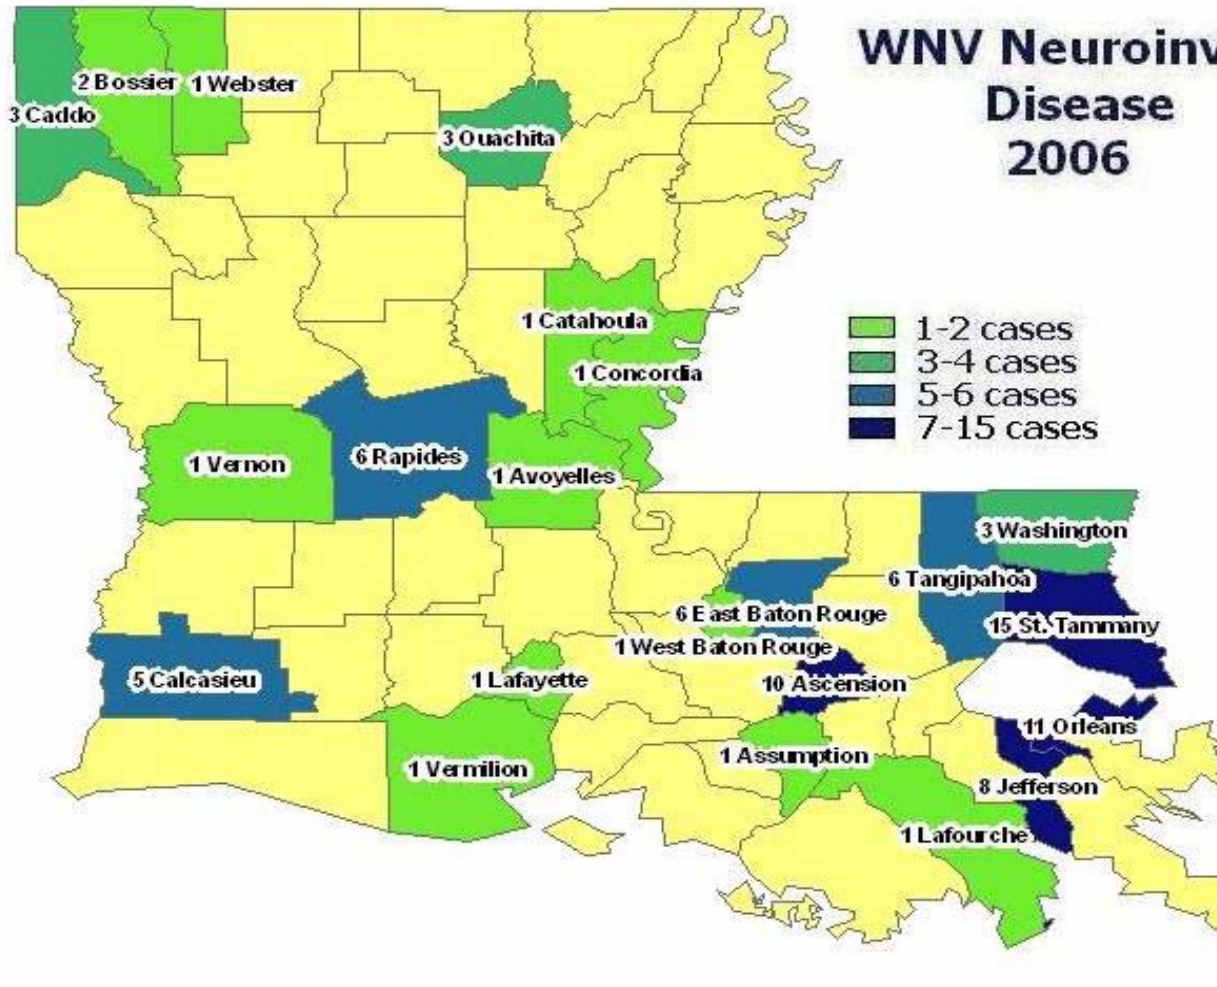 WNV Neuroinv
Disease
2006
2 Bossier
1 Webster
3 Caddo
3 Ouachita
1 Catahoula
1 Concordia
1-2 cases
3-4 cases
5-6 cases
7-15 cases
1 Vernon
6 Rapides
1 Avoyelles
3 Washington
6 Tangipahoa
6 East Baton Rouge
15 St. Tammany
1 West Baton Rouge
5 Calcasieu
1 Lafayette
10 Ascension
11 Orleans
1 Assumption
1 Vermilion
8 Jefferson
1 Lafourche